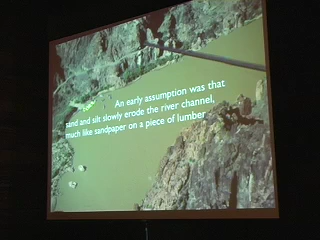 An early assumption was that
sand and silt slowly erode the river channel,
much like sandpaper on a piece of lumber.